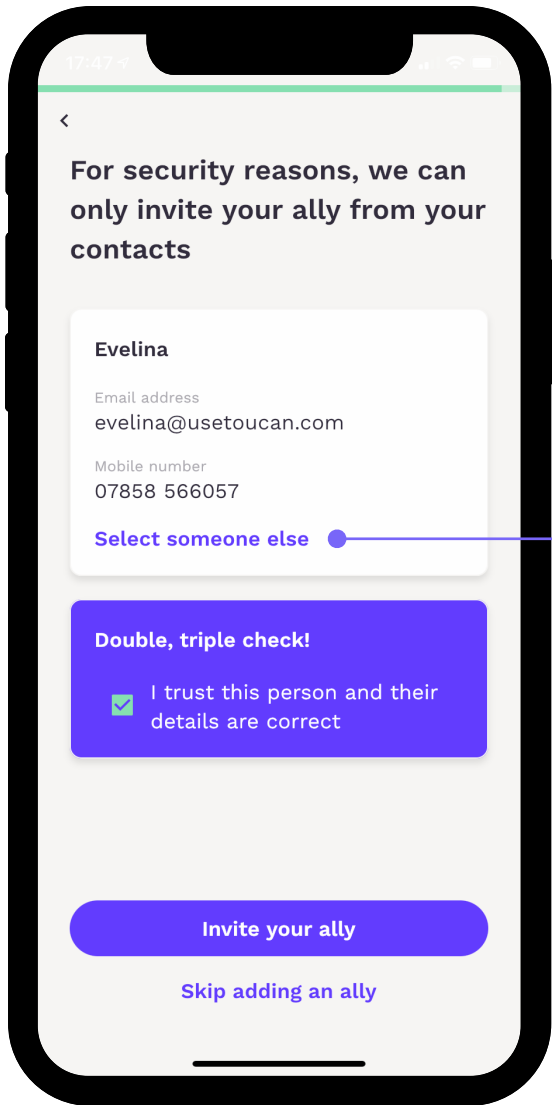 17:47
For security reasons, we can
only invite your ally from your
contacts
Evelina
Email address
evelina@usetoucan.com
Mobile number
07858 566057
Select someone else
Double, triple check!
I trust this person and their
details are correct
Invite your ally
Skip adding an ally